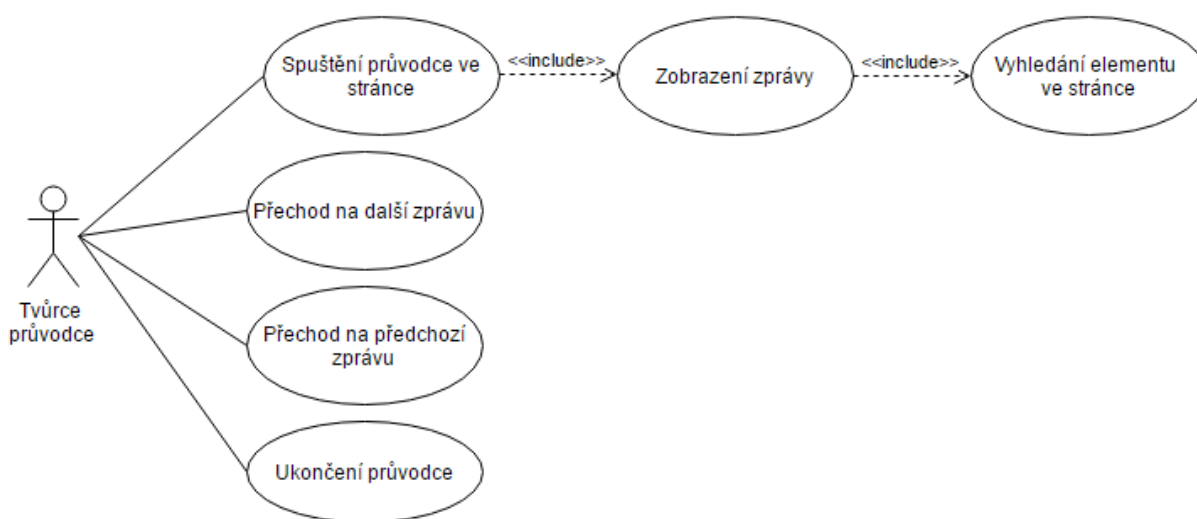 Spuštění průvodce ve
stránce
<<include>>
Zobrazení zprávy
<<include>>
Vyhledání elementu
ve stránce
Přechod na další zprávu
Tvůrce
průvodce
Přechod na předchozí
zprávu
Ukončení průvodce